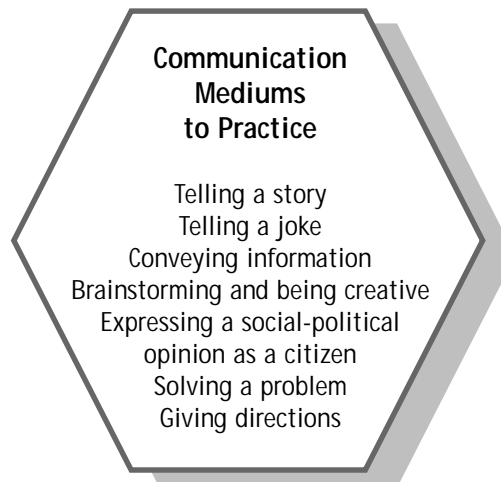 Communication
Mediums
to Practice
Telling a story
Telling a joke
Conveying information
Brainstorming and being creative
Expressing a social-political
opinion as a citizen
Solving a problem
Giving directions